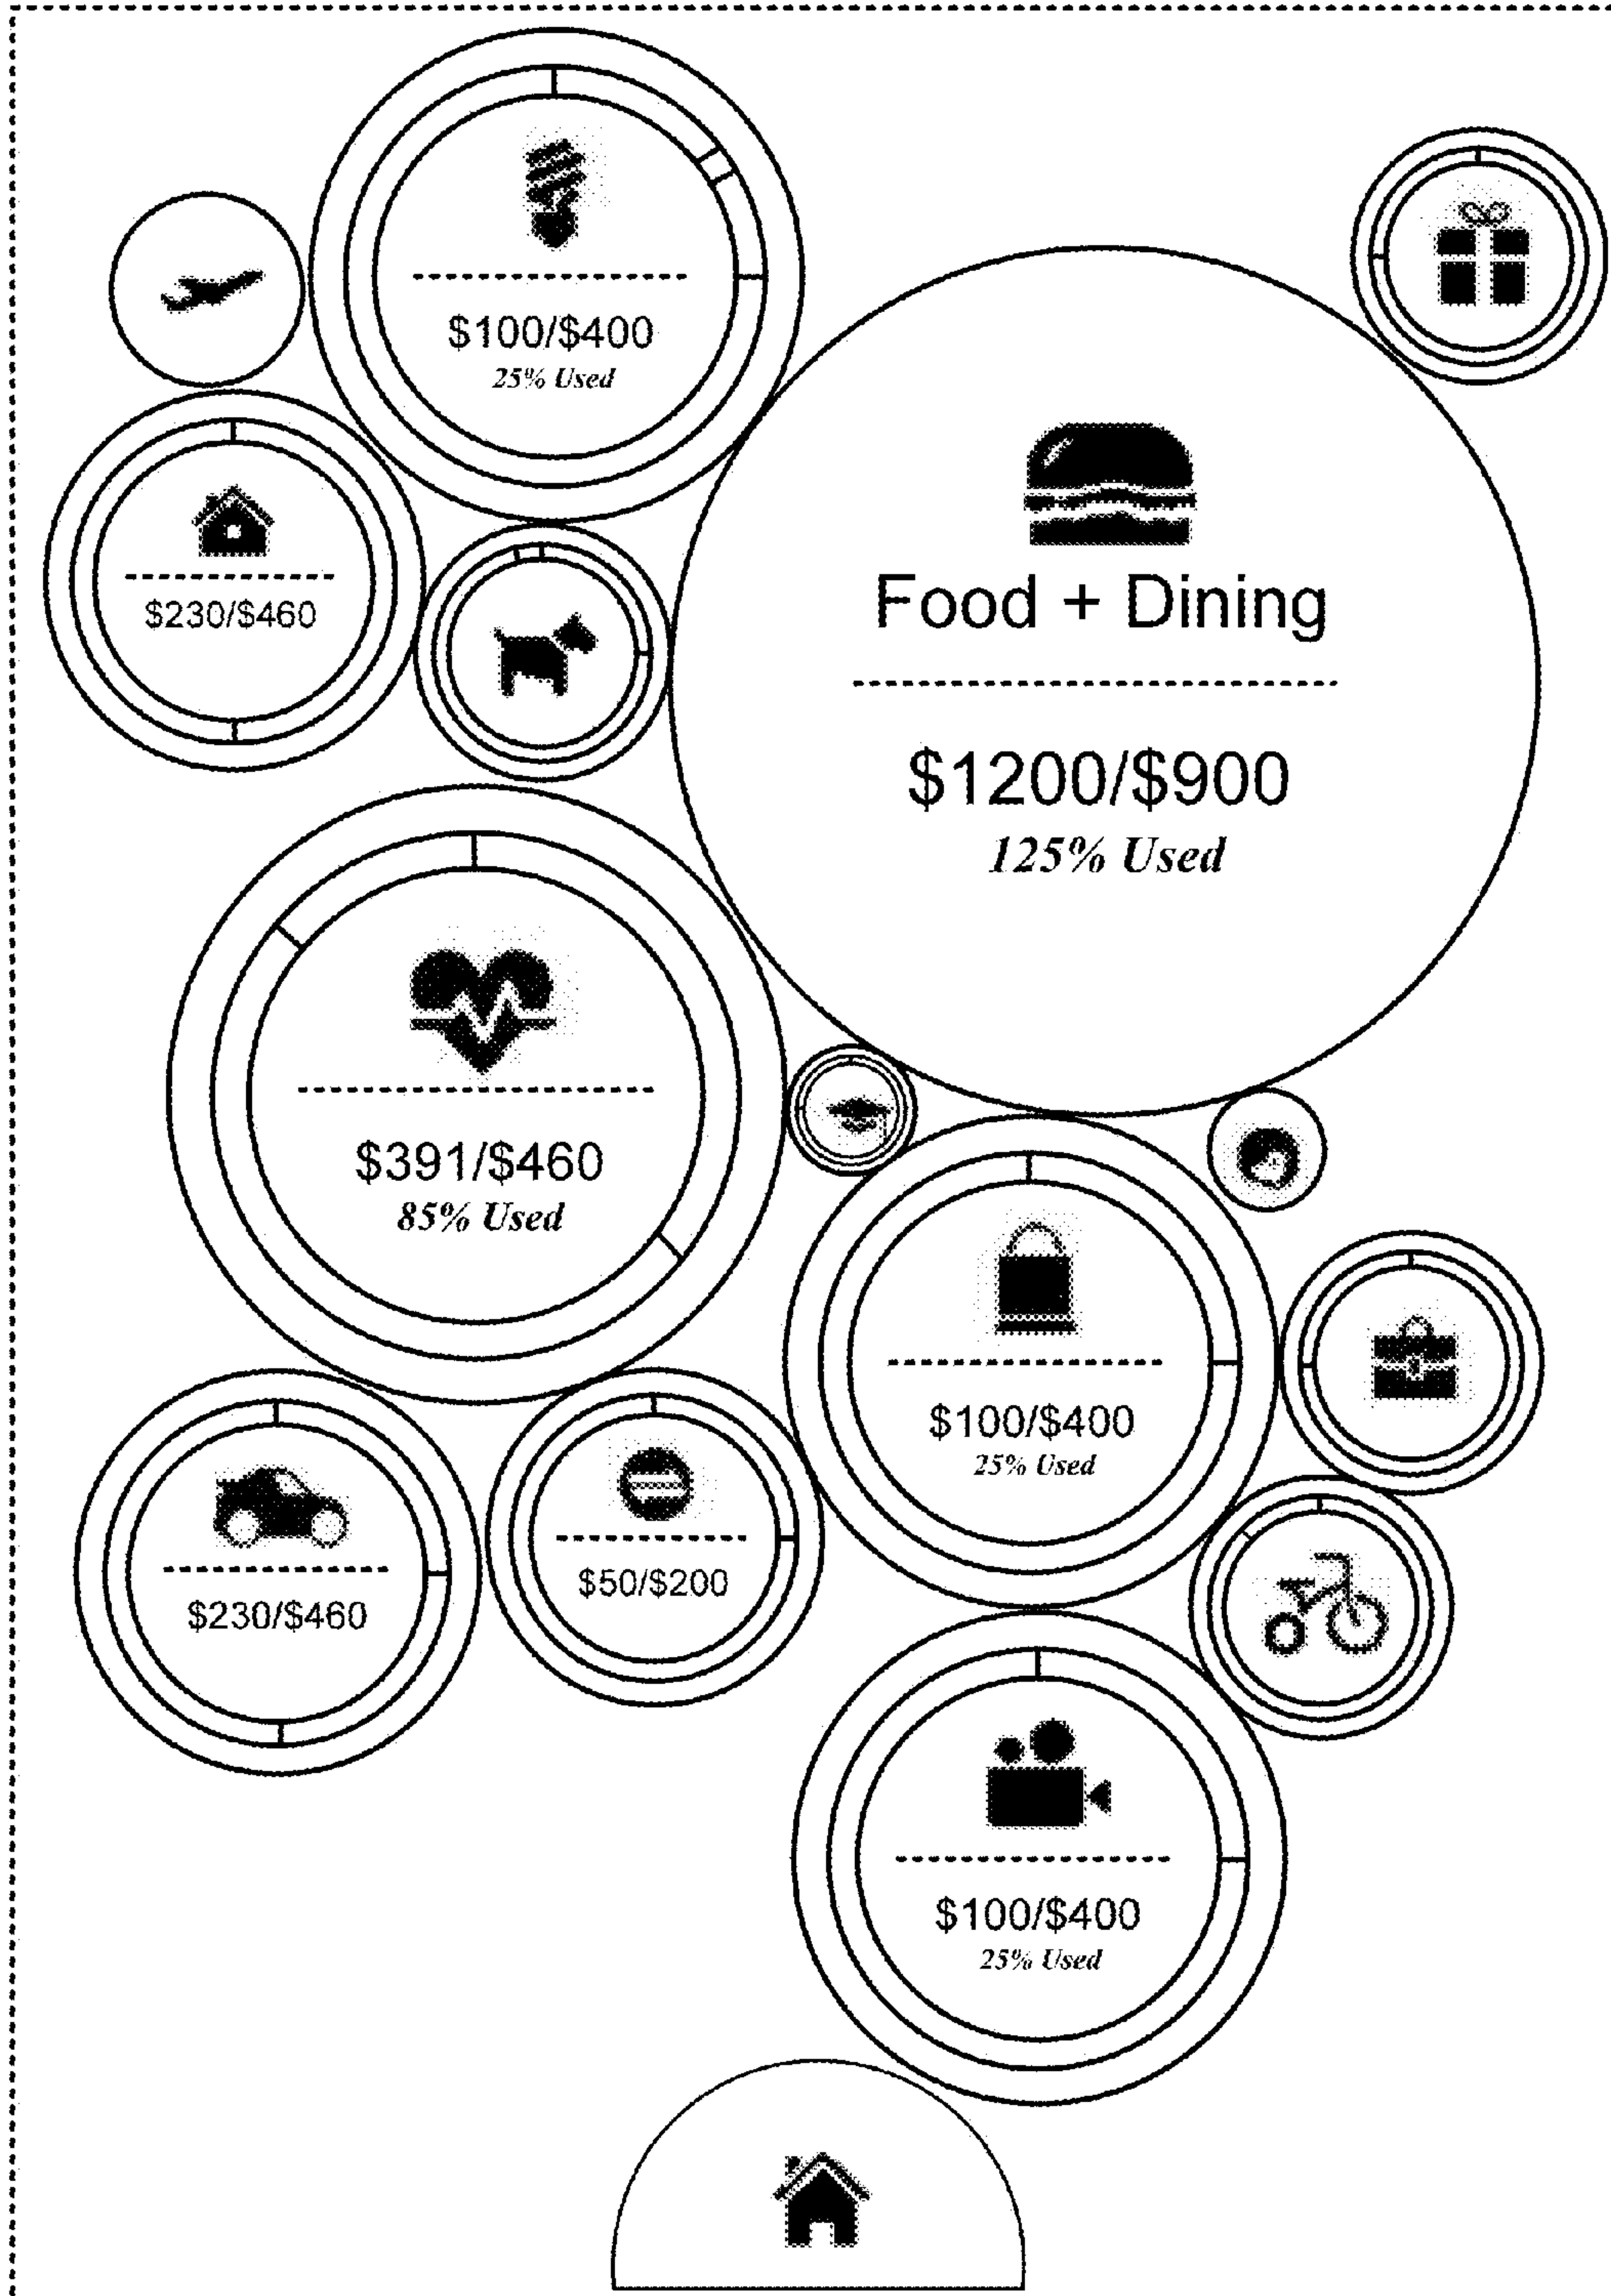 $100/$400
25% Used
$230/$460
Food + Dining
$1200/$900
125% Used
$391/$460
85% Used
$100/$400
25% Used
$230/$460
$50/$200
$100/$400
25% Used